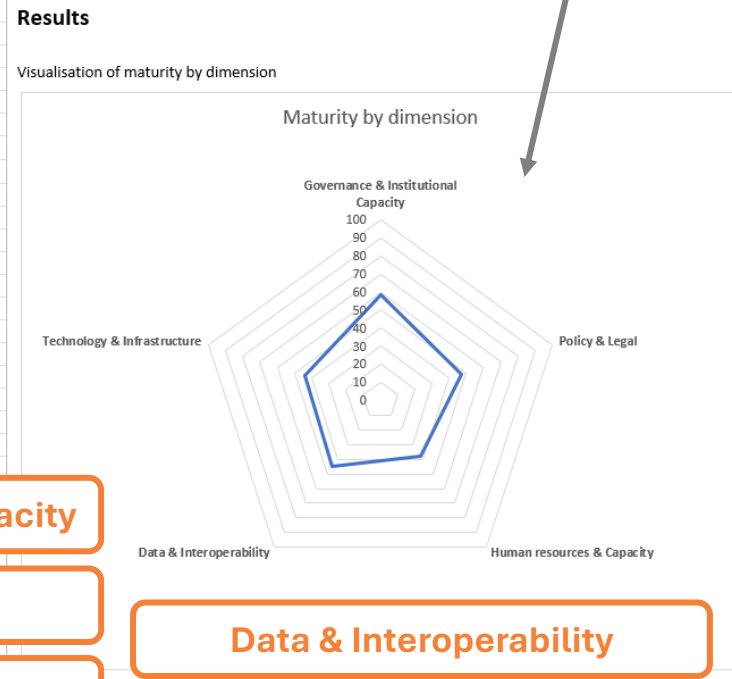 Results
Visualisation of maturity by dimension
Maturity by dimension
Governance & Institutional
Capacity
100
90
80
70
60
50
40
30
20
10
0
Technology & Infrastructure
Policy & Legal
Data & Interoperability
Human resources & Capacity
acity
Data & Interoperability